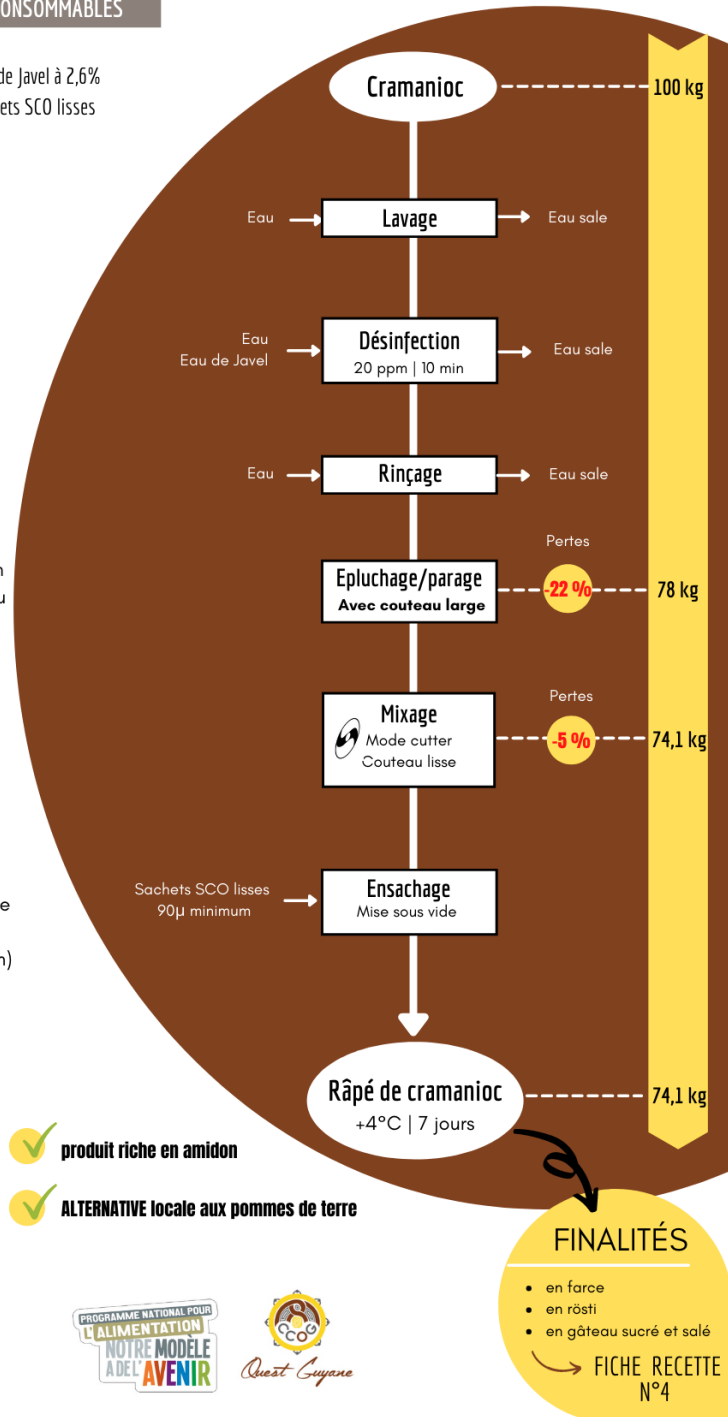 ONSOMMABLES
de Javel à 2,6%
ets SCO lisses
Cramanioc
100 kg
Eau
Lavage
Eau sale
Eau
Eau de Javel
Désinfection
20 ppm | 10 min
Eau sale
Eau
Rinçage
Eau sale
n
u
Epluchage/parage
Avec couteau large
Pertes
-22 %
78 kg
Mixage
Mode cutter
Couteau lisse
Pertes
-5 %
74,1 kg
e
n)
Sachets SCO lisses
90µ minimum
Ensachage
Mise sous vide
Râpé de cramanioc
+4°C | 7 jours
74,1 kg
produit riche en amidon
ALTERNATIVE locale aux pommes de terre
FINALITÉS
• en farce
• en rösti
• en gâteau sucré et salé
FICHE RECETTE
N°4
PROGRAMME NATIONAL POUR
L'ALIMENTATION
NOTRE MODÈLE
A DE L'AVENIR
CCOG
Ouest Guyane